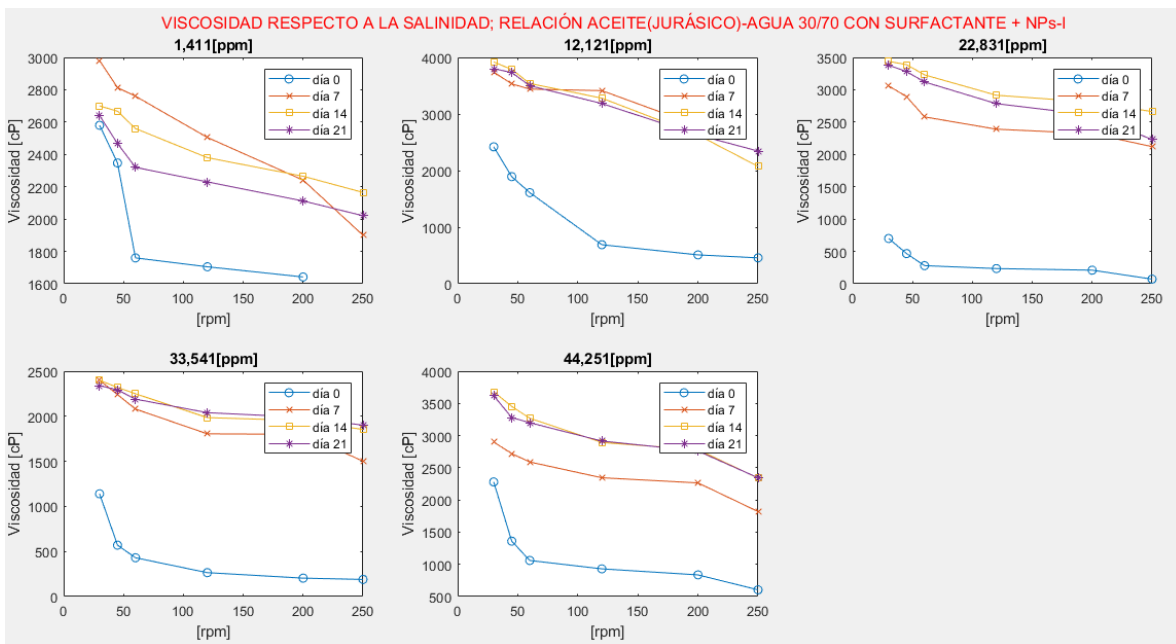 VISCOSIDAD RESPECTO A LA SALINIDAD; RELACIÓN ACEITE(JURÁSICO)-AGUA 30/70 CON SURFACTANTE + NPs-I
1,411[ppm]
Viscosidad [cP]
3000
2800
2600
2400
2200
2000
1800
1600
0 50 100 150 200 250
[rpm]
día 0
día 7
día 14
día 21
12,121[ppm]
Viscosidad [cP]
4000
3000
2000
1000
0
0 50 100 150 200 250
[rpm]
día 0
día 7
día 14
día 21
22,831[ppm]
Viscosidad [cP]
3500
3000
2500
2000
1500
1000
500
0
0 50 100 150 200 250
[rpm]
día 0
día 7
día 14
día 21
33,541[ppm]
Viscosidad [cP]
2500
2000
1500
1000
500
0
0 50 100 150 200 250
[rpm]
día 0
día 7
día 14
día 21
44,251[ppm]
Viscosidad [cP]
4000
3500
3000
2500
2000
1500
1000
500
0 50 100 150 200 250
[rpm]
día 0
día 7
día 14
día 21